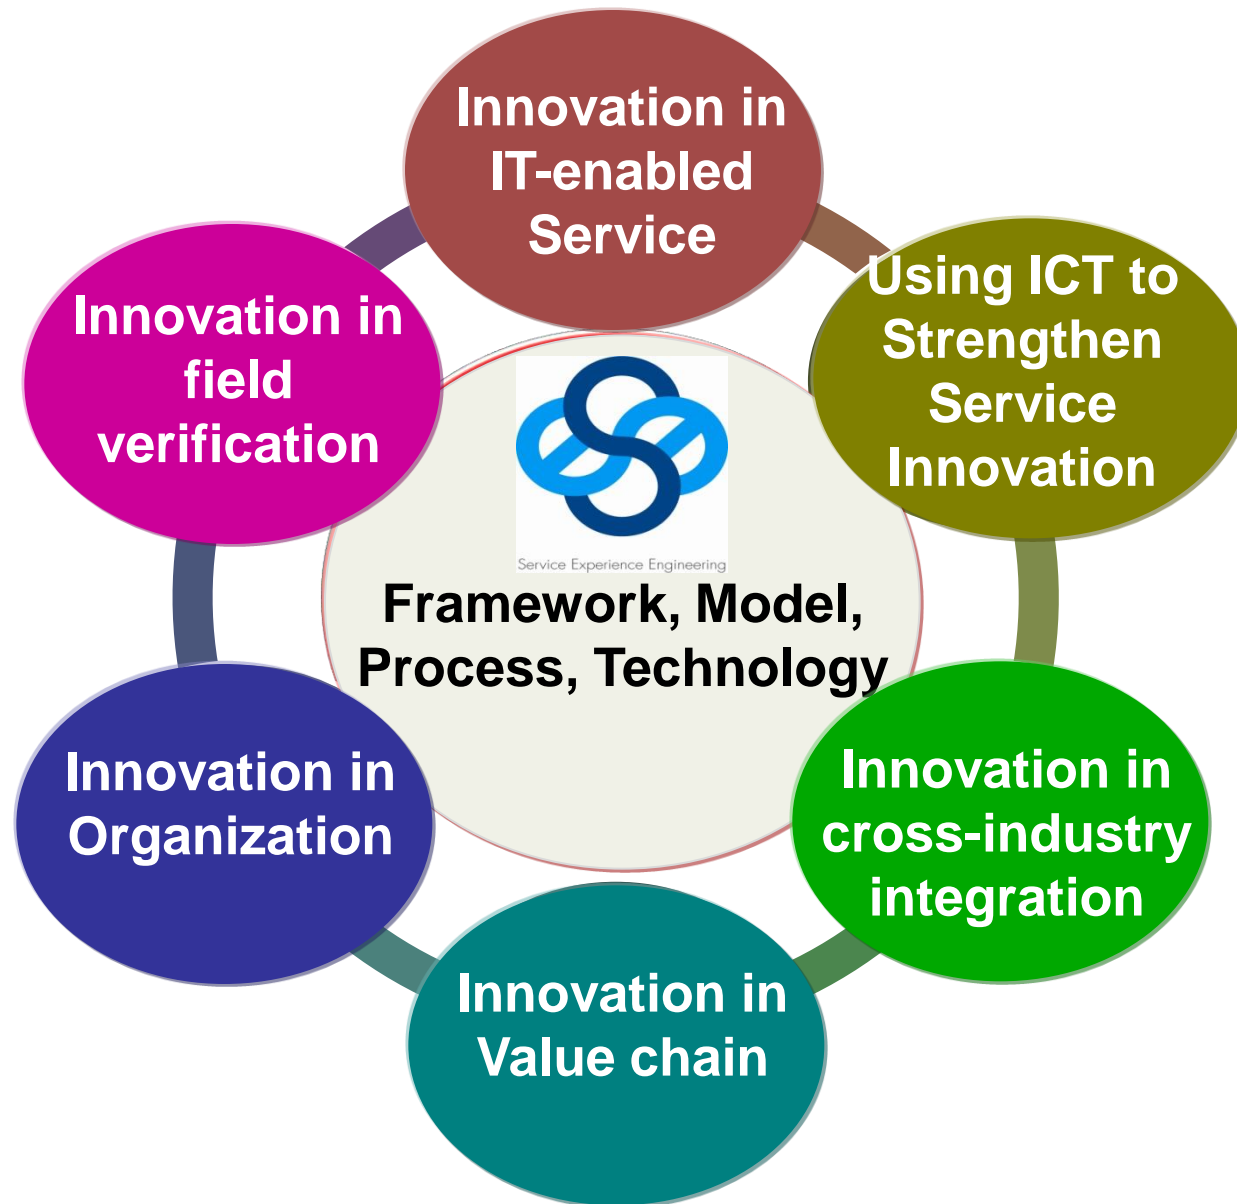 Innovation in
IT-enabled
Service
Using ICT to
Strengthen
Service
Innovation
Innovation in
field
verification
Service Experience Engineering
Framework, Model,
Process, Technology
Innovation in
Organization
Innovation in
cross-industry
integration
Innovation in
Value chain